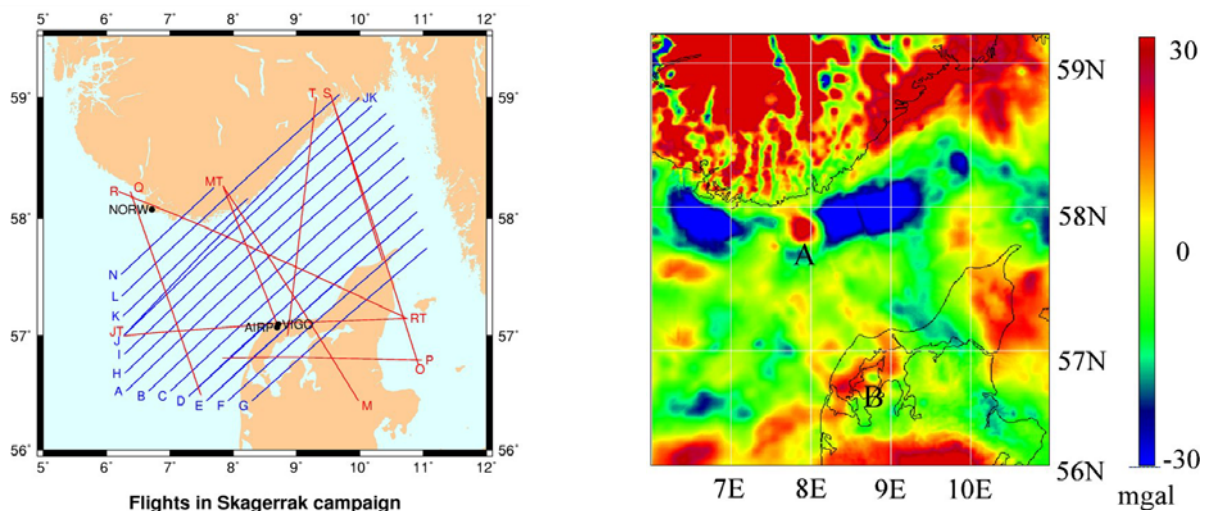 5° 6° 7° 8° 9° 10° 11° 12°
59° T S JK 59°
R Q MT
58° NORW 58°
N
L
K
JT RT
57° J AIRP VIGO 57°
I
H P
A B C D E F G M O
56° 56°
5° 6° 7° 8° 9° 10° 11° 12°
Flights in Skagerrak campaign
30
59N
58N
A
0
57N
B
56N
-30
7E 8E 9E 10E
mgal